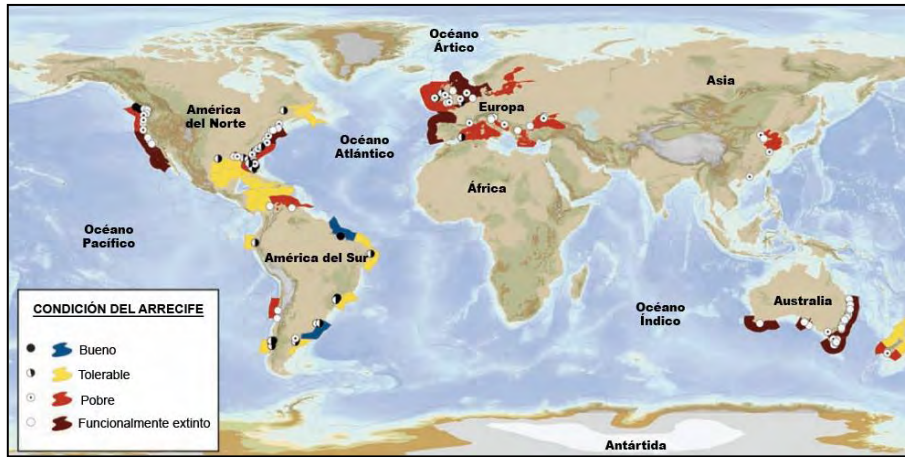 Océano
Ártico
Asia
América
del Norte
Europa
Océano
Atlántico
África
Océano
Pacífico
América del Sur
Océano
Índico
Australia
CONDICIÓN DEL ARRECIFE
Bueno
Tolerable
Pobre
Funcionalmente extinto
Antártida